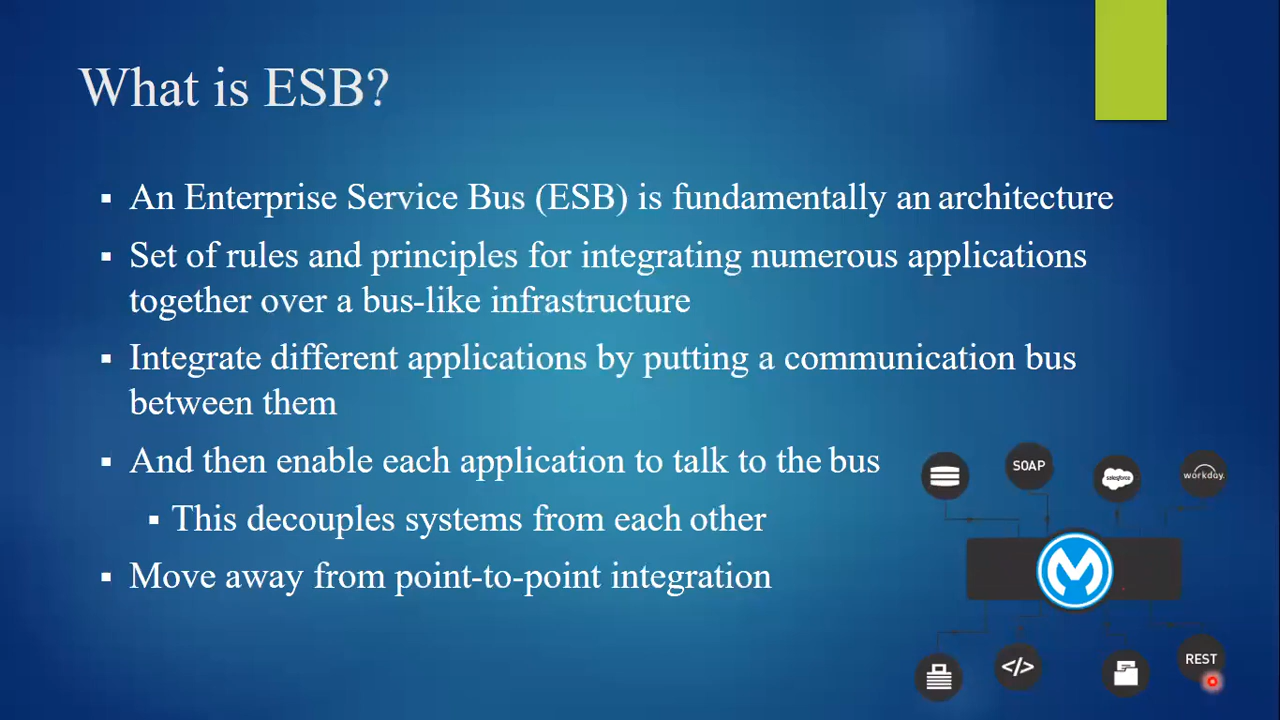 What is ESB?
▪ An Enterprise Service Bus (ESB) is fundamentally an architecture
▪ Set of rules and principles for integrating numerous applications
together over a bus-like infrastructure
▪ Integrate different applications by putting a communication bus
between them
▪ And then enable each application to talk to the bus
▪ This decouples systems from each other
▪ Move away from point-to-point integration
SOAP
salesforce
workday.
</>
REST